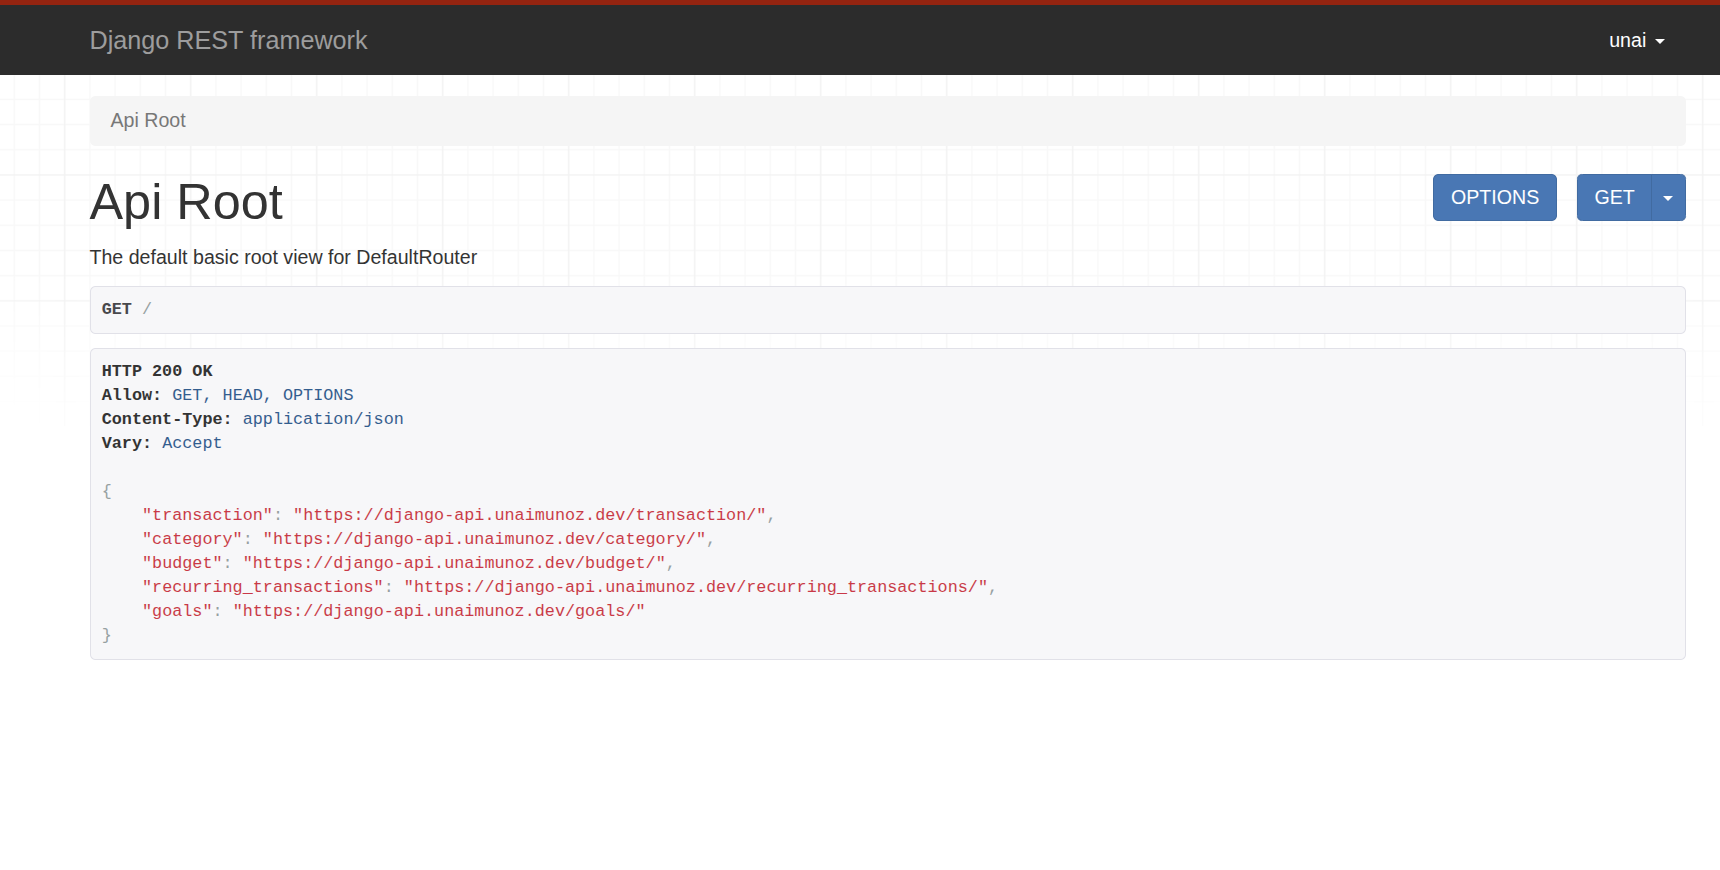 Django REST framework
unai
Api Root
Api Root
OPTIONS
GET
The default basic root view for DefaultRouter
GET /
HTTP 200 OK
Allow: GET, HEAD, OPTIONS
Content-Type: application/json
Vary: Accept
{
    "transaction": "https://django-api.unaimunoz.dev/transaction/",
    "category": "https://django-api.unaimunoz.dev/category/",
    "budget": "https://django-api.unaimunoz.dev/budget/",
    "recurring_transactions": "https://django-api.unaimunoz.dev/recurring_transactions/",
    "goals": "https://django-api.unaimunoz.dev/goals/"
}